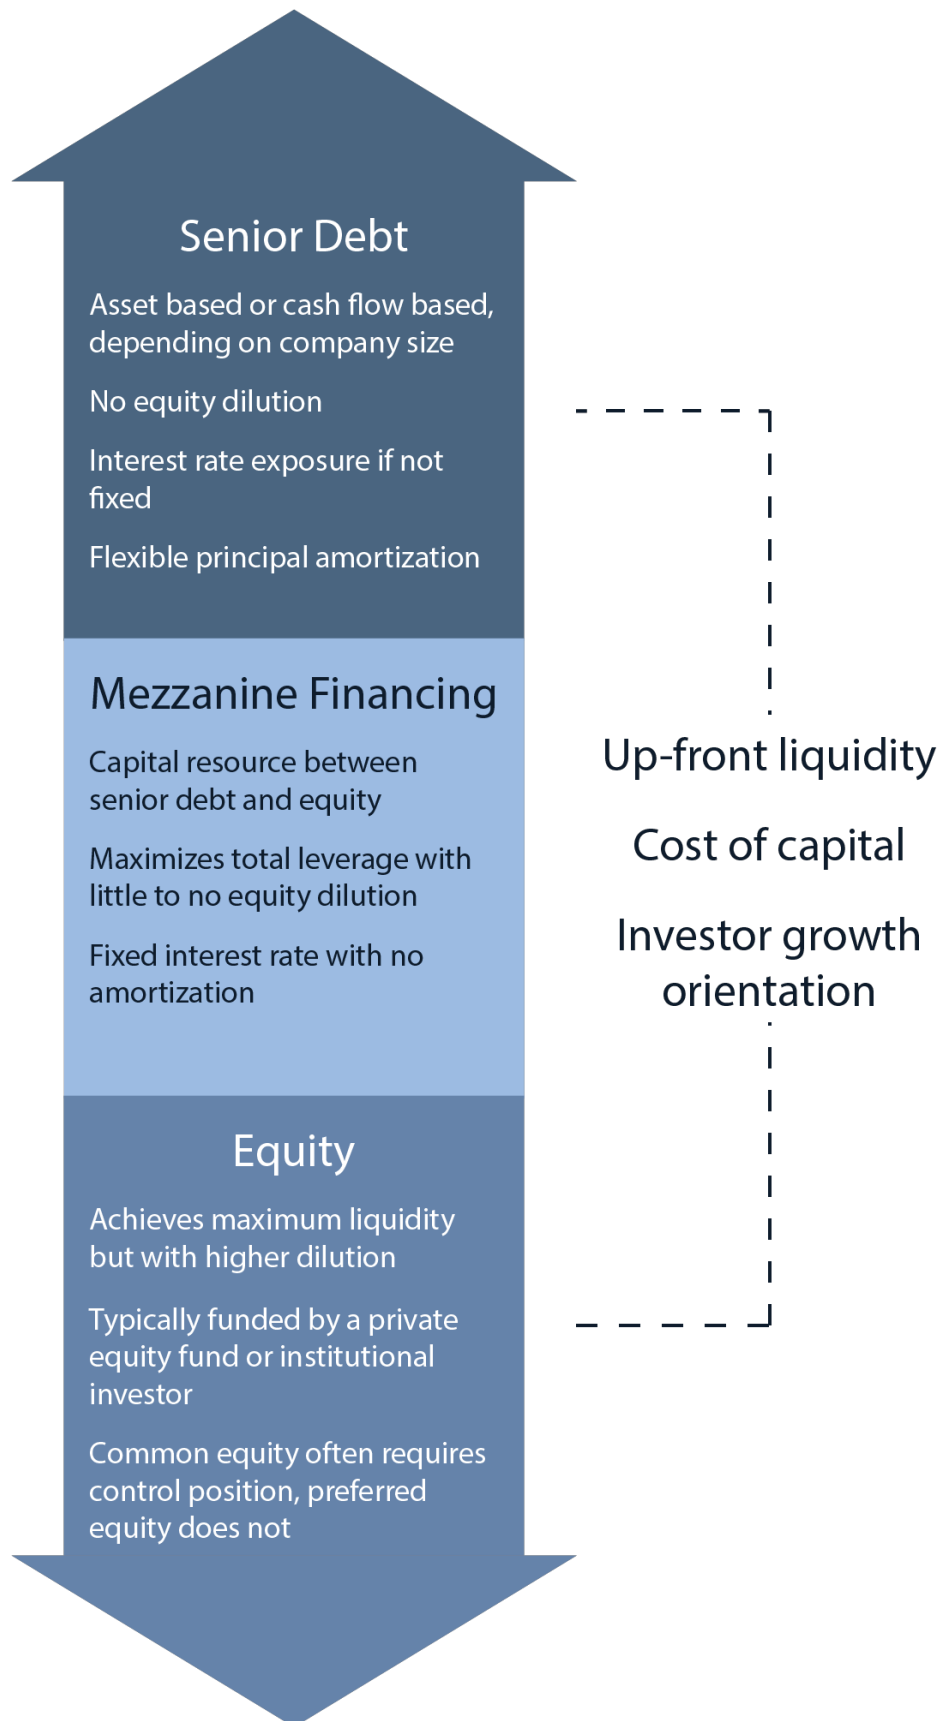 Senior Debt
Asset based or cash flow based,
depending on company size
No equity dilution
Interest rate exposure if not
fixed
Flexible principal amortization
Mezzanine Financing
Capital resource between
senior debt and equity
Maximizes total leverage with
little to no equity dilution
Fixed interest rate with no
amortization
Equity
Achieves maximum liquidity
but with higher dilution
Typically funded by a private
equity fund or institutional
investor
Common equity often requires
control position, preferred
equity does not
Up-front liquidity
Cost of capital
Investor growth
orientation